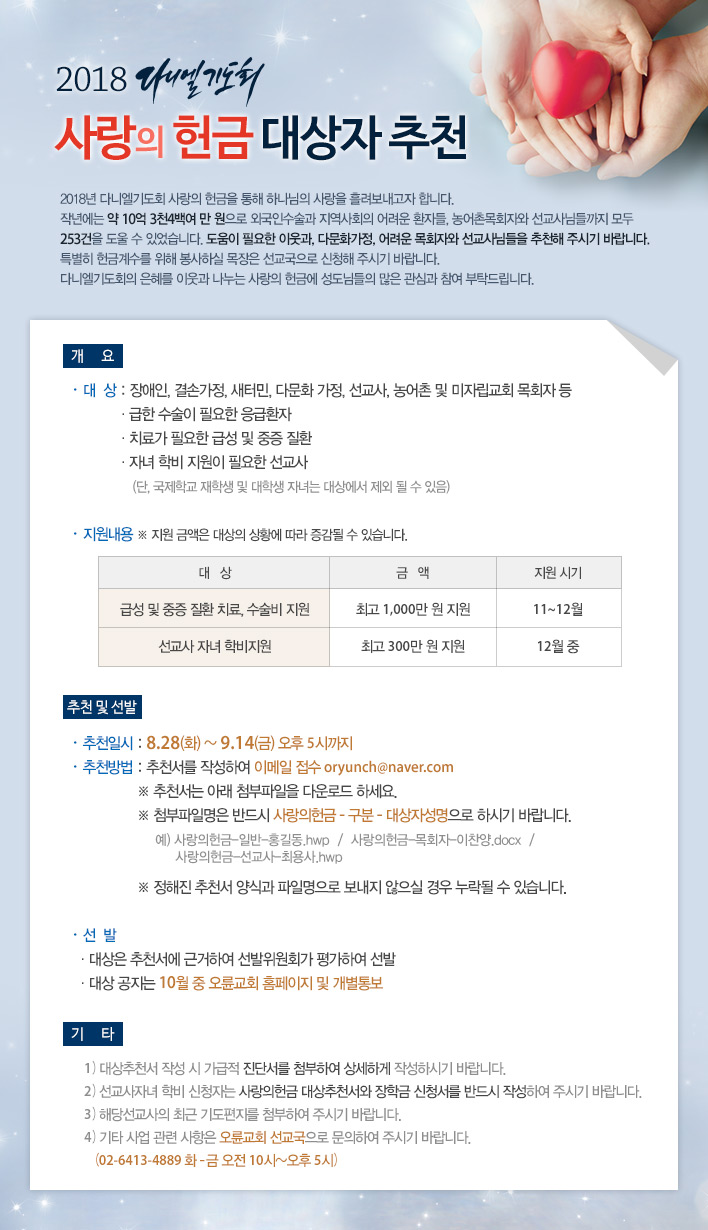 2018 다니엘기도회
사랑의 헌금 대상자 추천
2018년 다니엘기도회 사랑의 헌금을 통해 하나님의 사랑을 흘려보내고자 합니다.
작년에는 약 10억 3천4백여 만 원으로 외국인수술과 지역사회의 어려운 환자들, 농어촌목회자와 선교사님들까지 모두
253건을 도울 수 있었습니다. 도움이 필요한 이웃과, 다문화가정, 어려운 목회자와 선교사님들을 추천해 주시기 바랍니다.
특별히 헌금계수를 위해 봉사하실 목장은 선교국으로 신청해 주시기 바랍니다.
다니엘기도회의 은혜를 이웃과 나누는 사랑의 헌금에 성도님들의 많은 관심과 참여 부탁드립니다.
개 요
· 대 상 : 장애인, 결손가정, 새터민, 다문화 가정, 선교사, 농어촌 및 미자립교회 목회자 등
· 급한 수술이 필요한 응급환자
· 치료가 필요한 급성 및 중증 질환
· 자녀 학비 지원이 필요한 선교사
(단, 국제학교 재학생 및 대학생 자녀는 대상에서 제외 될 수 있음)
· 지원내용 ※ 지원 금액은 대상의 상황에 따라 증감될 수 있습니다.
대 상 금 액 지원 시기
급성 및 중증 질환 치료, 수술비 지원 최고 1,000만 원 지원 11~12월
선교사 자녀 학비지원 최고 300만 원 지원 12월 중
추천 및 선발
· 추천일시 : 8.28(화) ~ 9.14(금) 오후 5시까지
· 추천방법 : 추천서를 작성하여 이메일 접수 oryunch@naver.com
※ 추천서는 아래 첨부파일을 다운로드 하세요.
※ 첨부파일명은 반드시 사랑의헌금 - 구분 - 대상자성명으로 하시기 바랍니다.
예) 사랑의헌금-일반-홍길동.hwp / 사랑의헌금-목회자-이찬양.docx /
사랑의헌금-선교사-최용사.hwp
※ 정해진 추천서 양식과 파일명으로 보내지 않으실 경우 누락될 수 있습니다.
· 선 발
· 대상은 추천서에 근거하여 선발위원회가 평가하여 선발
· 대상 공지는 10월 중 오륜교회 홈페이지 및 개별통보
기 타
1) 대상추천서 작성 시 가급적 진단서를 첨부하여 상세하게 작성하시기 바랍니다.
2) 선교사자녀 학비 신청자는 사랑의헌금 대상추천서와 장학금 신청서를 반드시 작성하여 주시기 바랍니다.
3) 해당선교사의 최근 기도편지를 첨부하여 주시기 바랍니다.
4) 기타 사업 관련 사항은 오륜교회 선교국으로 문의하여 주시기 바랍니다.
(02-6413-4889 화 - 금 오전 10시~오후 5시)